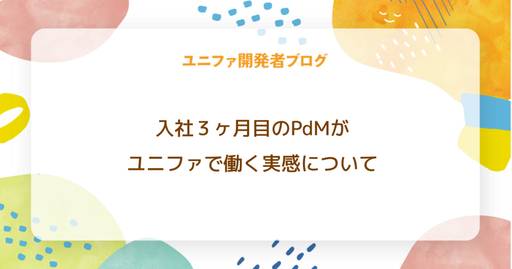 ユニファ開発者ブログ
入社３ヶ月目のPdMが
ユニファで働く実感について